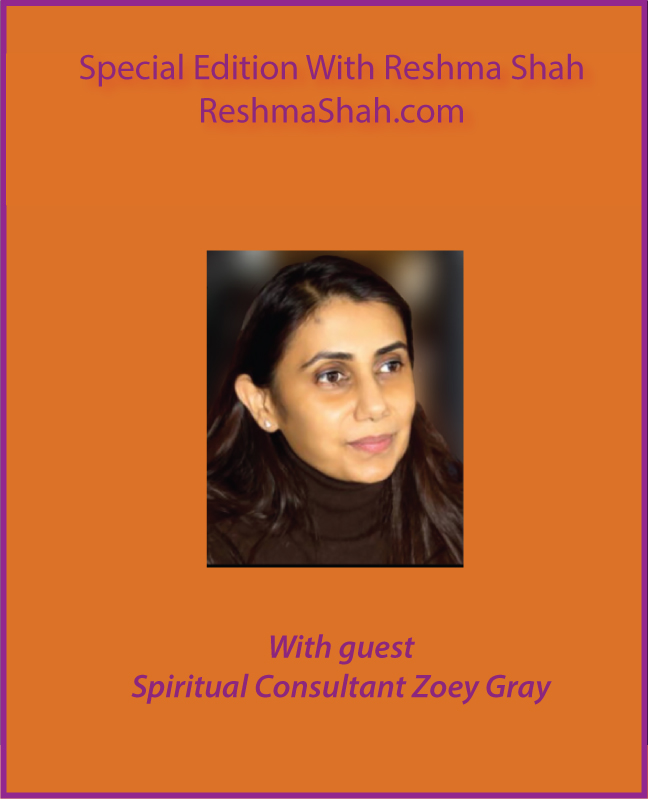 Special Edition With Reshma Shah
ReshmaShah.com
With guest
Spiritual Consultant Zoey Gray